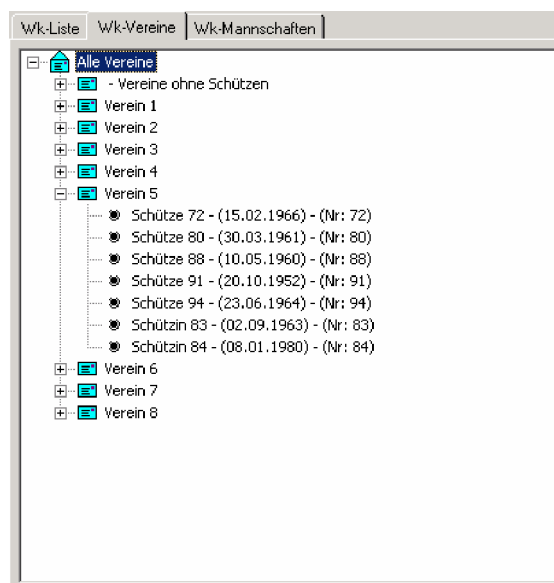 Wk-Liste Wk-Vereine Wk-Mannschaften
Alle Vereine
- Vereine ohne Schützen
Verein 1
Verein 2
Verein 3
Verein 4
Verein 5
Schütze 72 - (15.02.1966) - (Nr: 72)
Schütze 80 - (30.03.1961) - (Nr: 80)
Schütze 88 - (10.05.1960) - (Nr: 88)
Schütze 91 - (20.10.1952) - (Nr: 91)
Schütze 94 - (23.06.1964) - (Nr: 94)
Schützin 83 - (02.09.1963) - (Nr: 83)
Schützin 84 - (08.01.1980) - (Nr: 84)
Verein 6
Verein 7
Verein 8